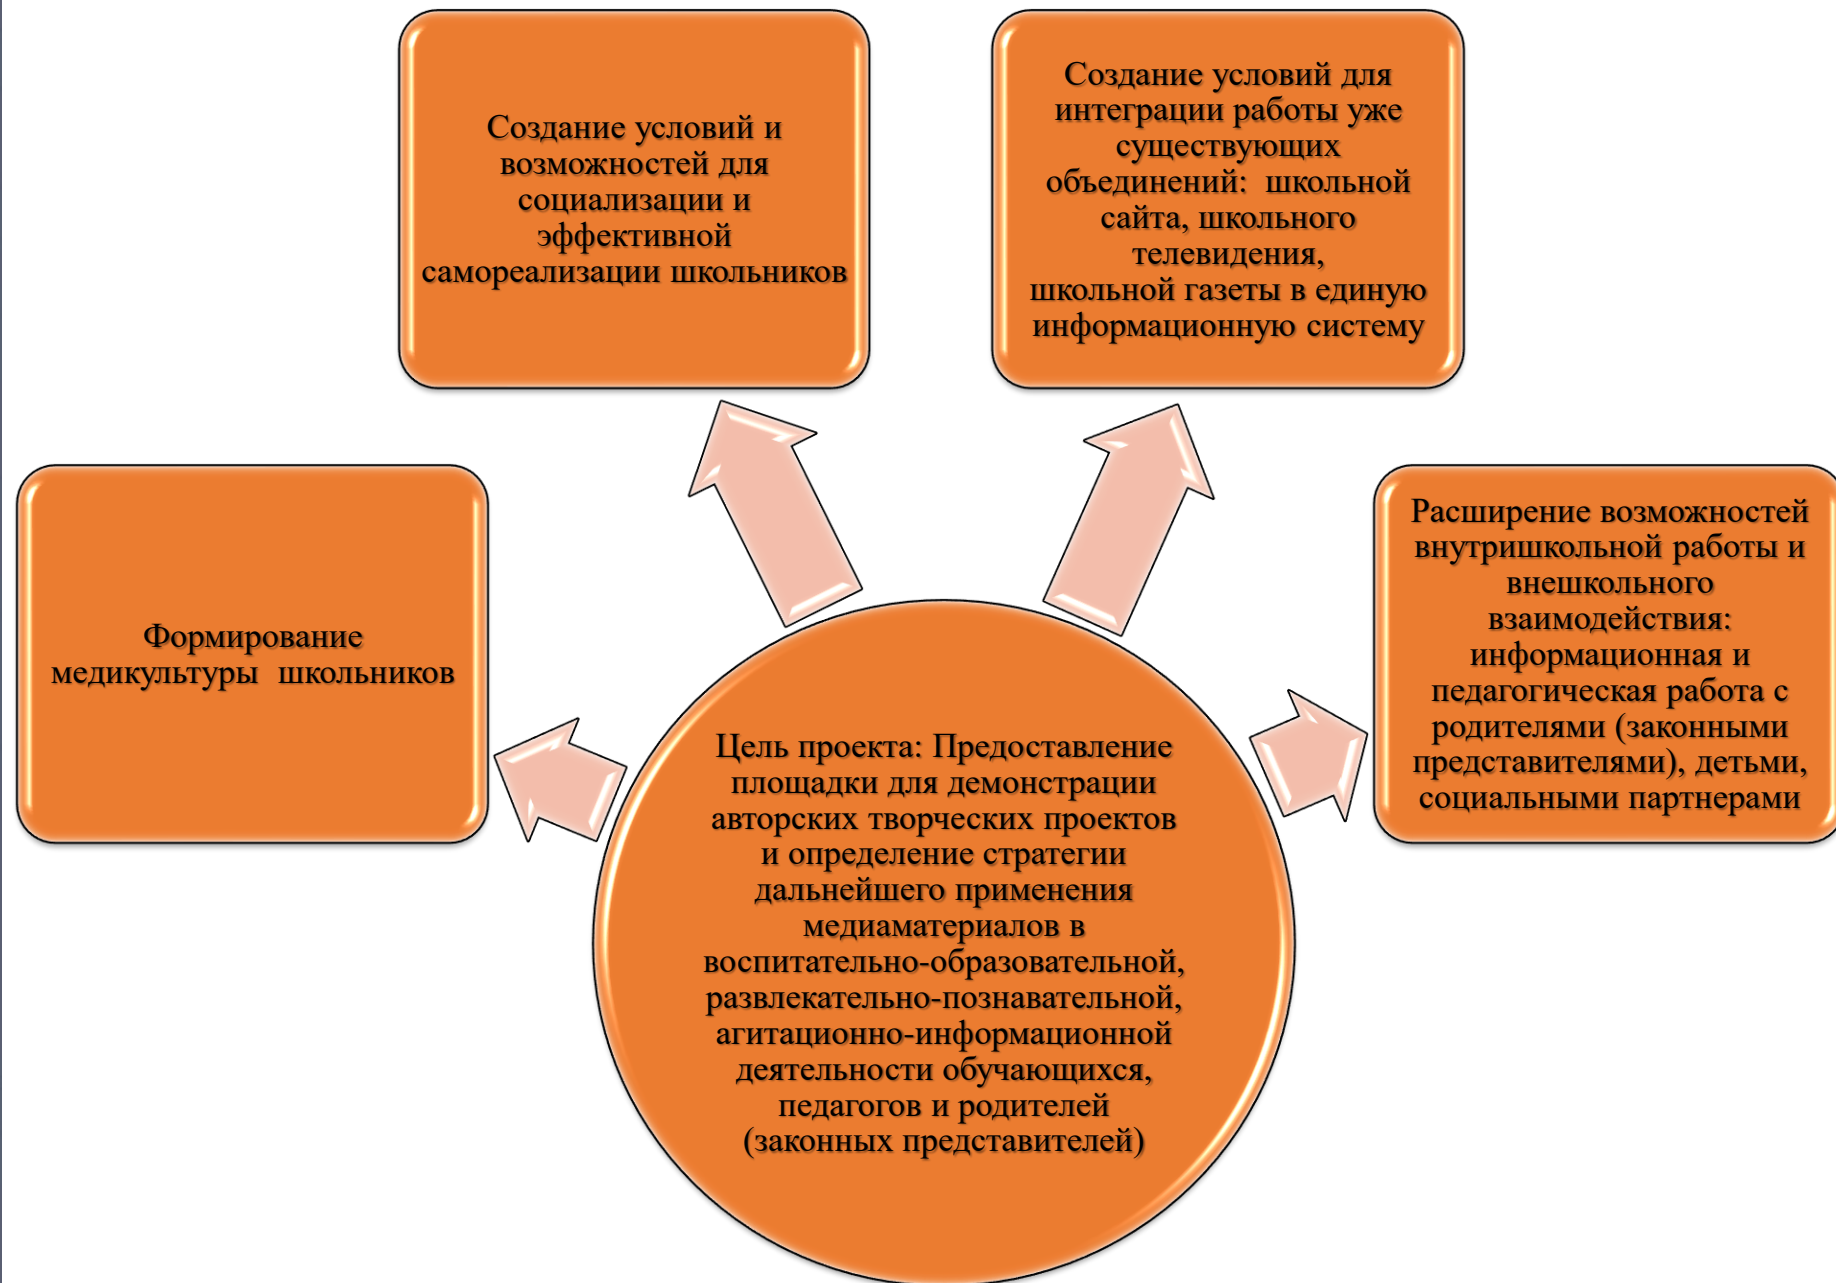 Создание условий и
возможностей для
социализации и
эффективной
самореализации школьников
Создание условий для
интеграции работы уже
существующих
объединений:  школьной
сайта, школьного
телевидения,
школьной газеты в единую
информационную систему
Формирование
медикультуры  школьников
Расширение возможностей
внутришкольной работы и
внешкольного
взаимодействия:
информационная и
педагогическая работа с
родителями (законными
представителями), детьми,
социальными партнерами
Цель проекта: Предоставление
площадки для демонстрации
авторских творческих проектов
и определение стратегии
дальнейшего применения
медиаматериалов в
воспитательно-образовательной,
развлекательно-познавательной,
агитационно-информационной
деятельности обучающихся,
педагогов и родителей
(законных представителей)